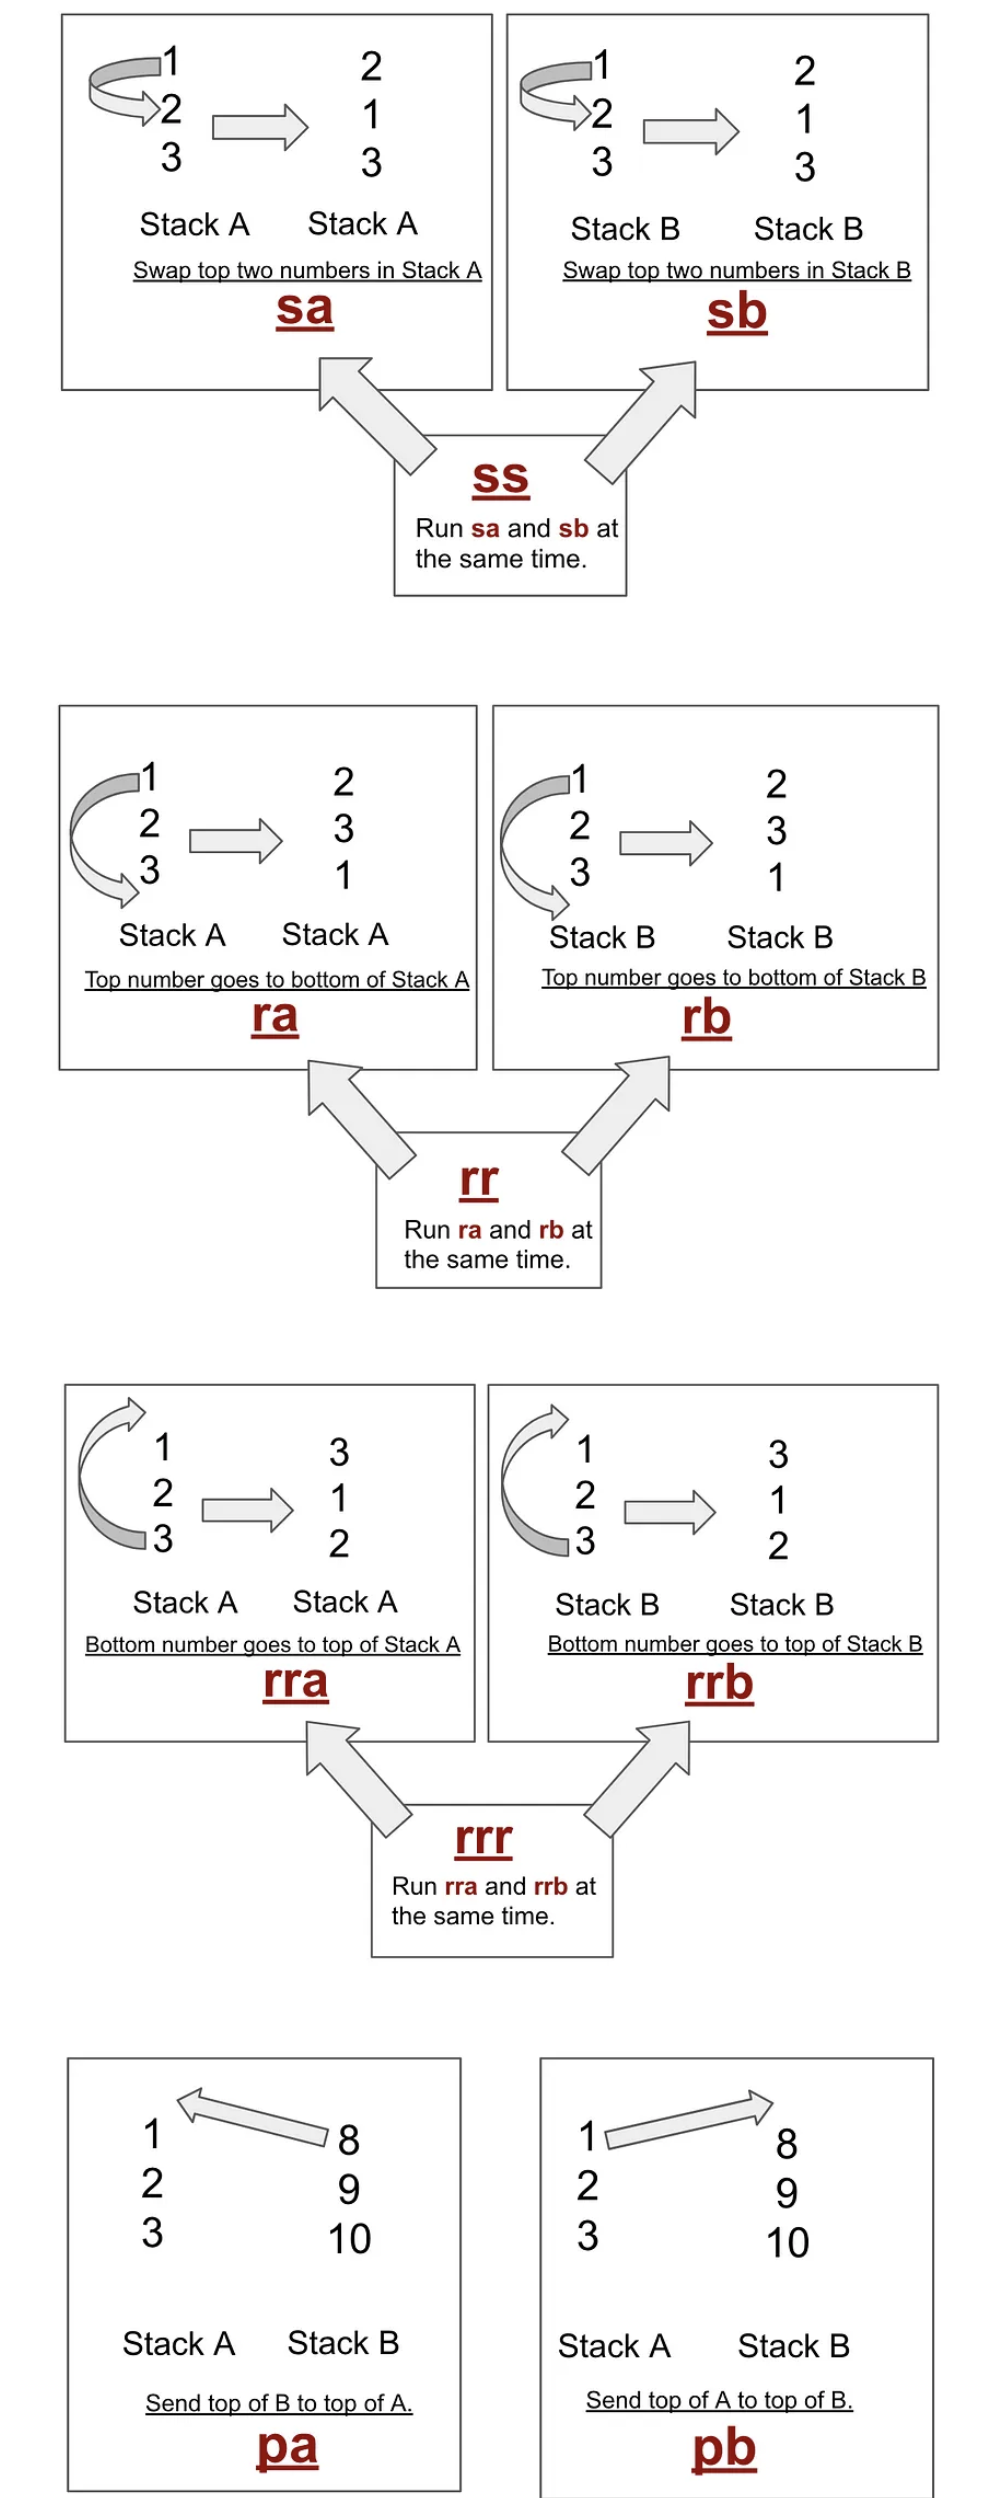 1 2
2 1
3 3
Stack A Stack A
Swap top two numbers in Stack A
sa
1 2
2 1
3 3
Stack B Stack B
Swap top two numbers in Stack B
sb
ss
Run sa and sb at
the same time.
1 2
2 3
3 1
Stack A Stack A
Top number goes to bottom of Stack A
ra
1 2
2 3
3 1
Stack B Stack B
Top number goes to bottom of Stack B
rb
rr
Run ra and rb at
the same time.
1 3
2 1
3 2
Stack A Stack A
Bottom number goes to top of Stack A
rra
1 3
2 1
3 2
Stack B Stack B
Bottom number goes to top of Stack B
rrb
rrr
Run rra and rrb at
the same time.
1 8
2 9
3 10
Stack A Stack B
Send top of B to top of A.
pa
1 8
2 9
3 10
Stack A Stack B
Send top of A to top of B.
pb